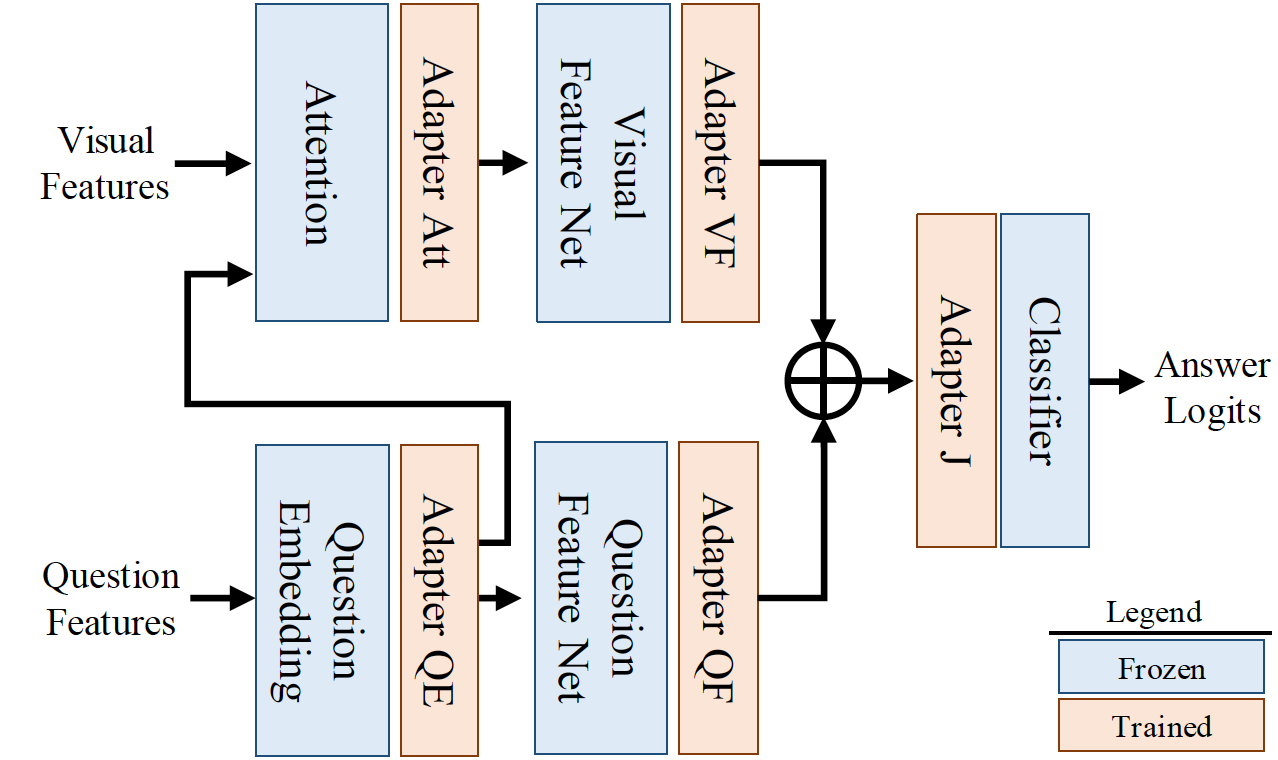 Visual
Features
Attention
Adapter Att
Visual
Feature Net
Adapter VF
Adapter J
Classifier
Answer
Logits
Question
Features
Question
Embedding
Adapter QE
Question
Feature Net
Adapter QF
Legend
Frozen
Trained